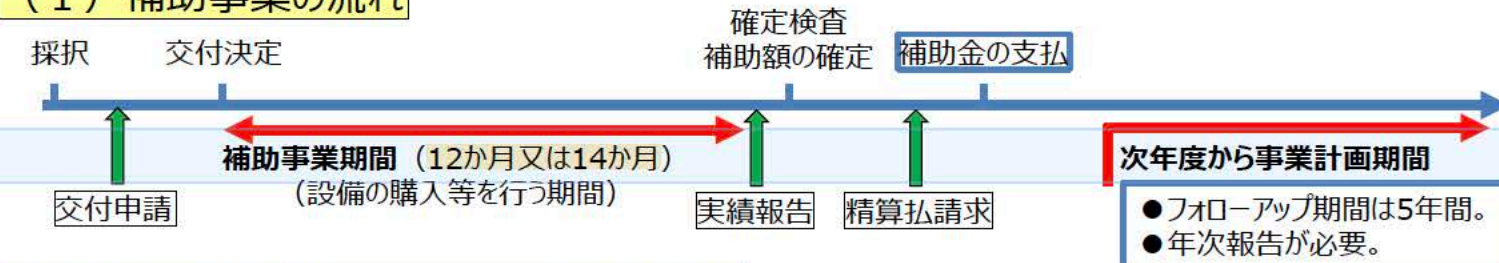 （１）補助事業の流れ
採択
交付決定
確定検査
補助額の確定
補助金の支払
補助事業期間（12か月又は14か月）
（設備の購入等を行う期間）
次年度から事業計画期間
交付申請
実績報告
精算払請求
●フォローアップ期間は5年間。
●年次報告が必要。